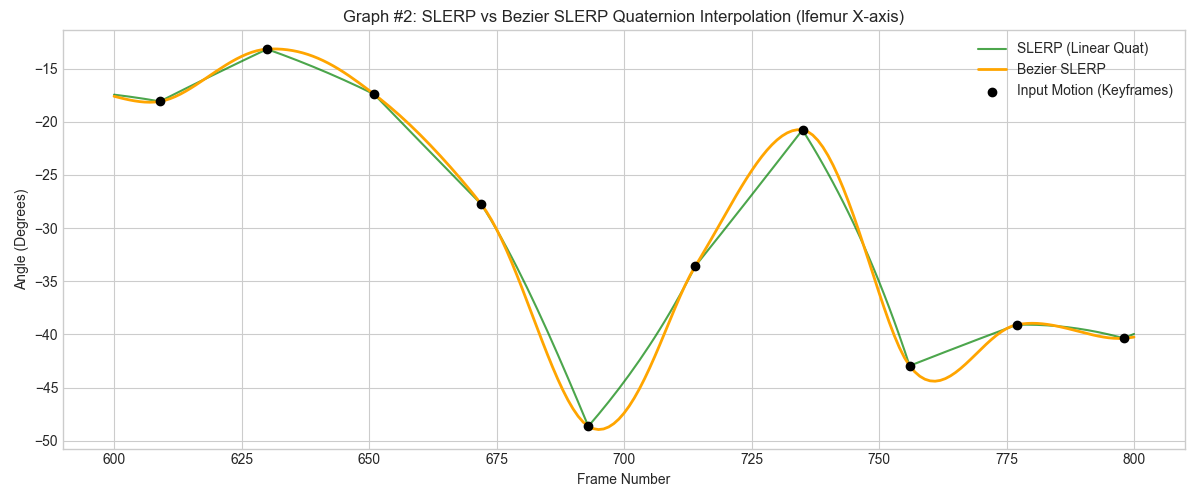 Graph #2: SLERP vs Bezier SLERP Quaternion Interpolation (lfemur X-axis)
SLERP (Linear Quat)
Bezier SLERP
Input Motion (Keyframes)
Angle (Degrees)
−15
−20
−25
−30
−35
−40
−45
−50
600 625 650 675 700 725 750 775 800
Frame Number